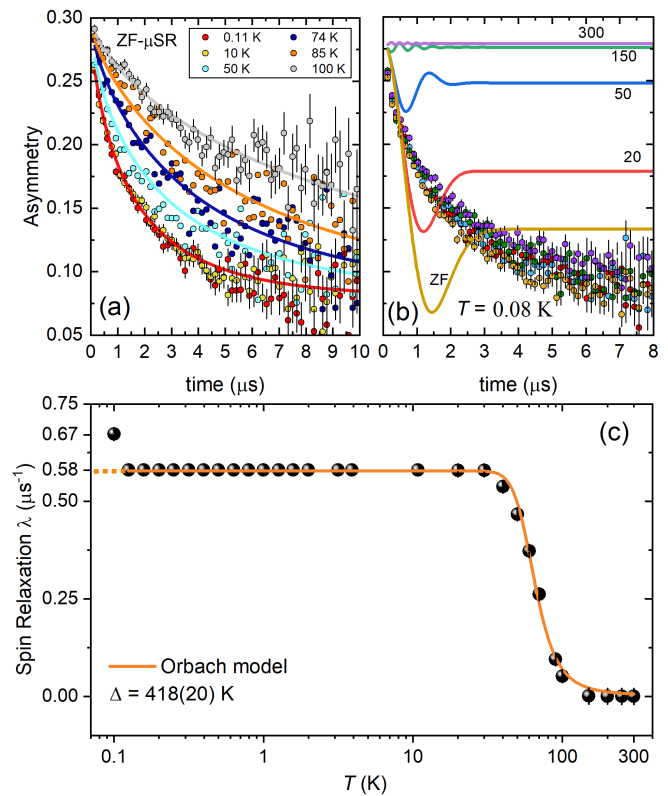 ZF-μSR
0.11 K
10 K
50 K
74 K
85 K
100 K
0.30
0.25
0.20
0.15
0.10
0.05
Asymmetry
(a)
0 1 2 3 4 5 6 7 8 9 10
time (μs)
300
150
50
20
ZF
(b)
T = 0.08 K
0 1 2 3 4 5 6 7 8
time (μs)
(c)
0.75
0.67
0.58
0.50
0.25
0.00
Spin Relaxation λ (μs⁻¹)
Orbach model
Δ = 418(20) K
0.1 1 10 100 300
T (K)